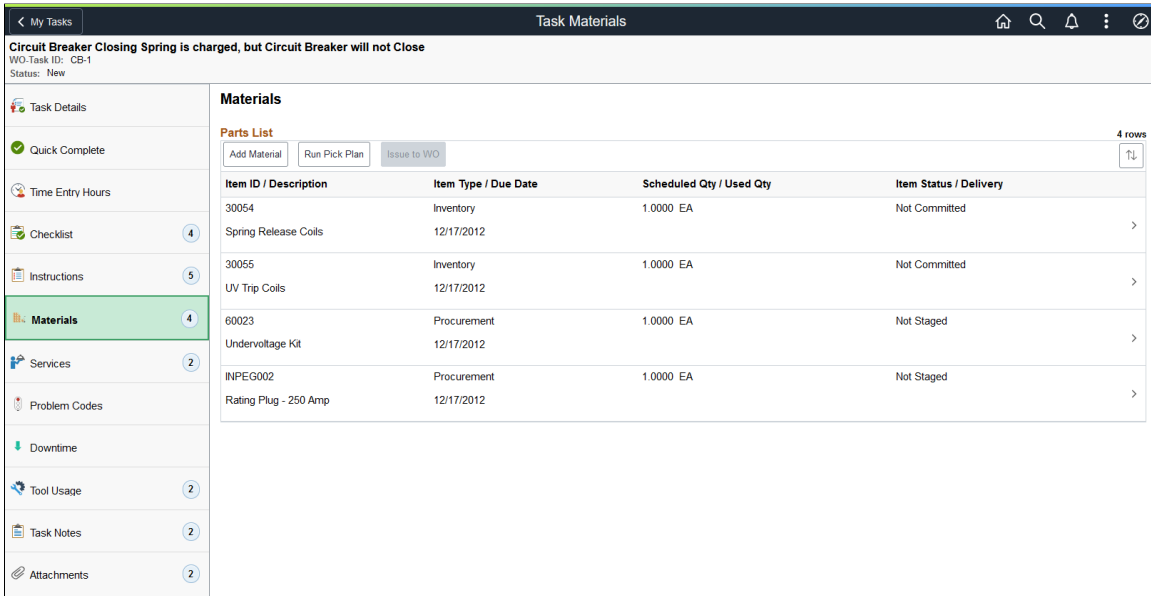 My Tasks
Task Materials
Circuit Breaker Closing Spring is charged, but Circuit Breaker will not Close
WO-Task ID: CB-1
Status: New
Task Details
Quick Complete
Time Entry Hours
Checklist 4
Instructions 5
Materials 4
Services 2
Problem Codes
Downtime
Tool Usage 2
Task Notes 2
Attachments 2
Materials
Parts List
4 rows
Add Material Run Pick Plan Issue to WO
Item ID / Description Item Type / Due Date Scheduled Qty / Used Qty Item Status / Delivery
30054 Inventory 1.0000 EA Not Committed
Spring Release Coils 12/17/2012
30055 Inventory 1.0000 EA Not Committed
UV Trip Coils 12/17/2012
60023 Procurement 1.0000 EA Not Staged
Undervoltage Kit 12/17/2012
INPEG002 Procurement 1.0000 EA Not Staged
Rating Plug - 250 Amp 12/17/2012